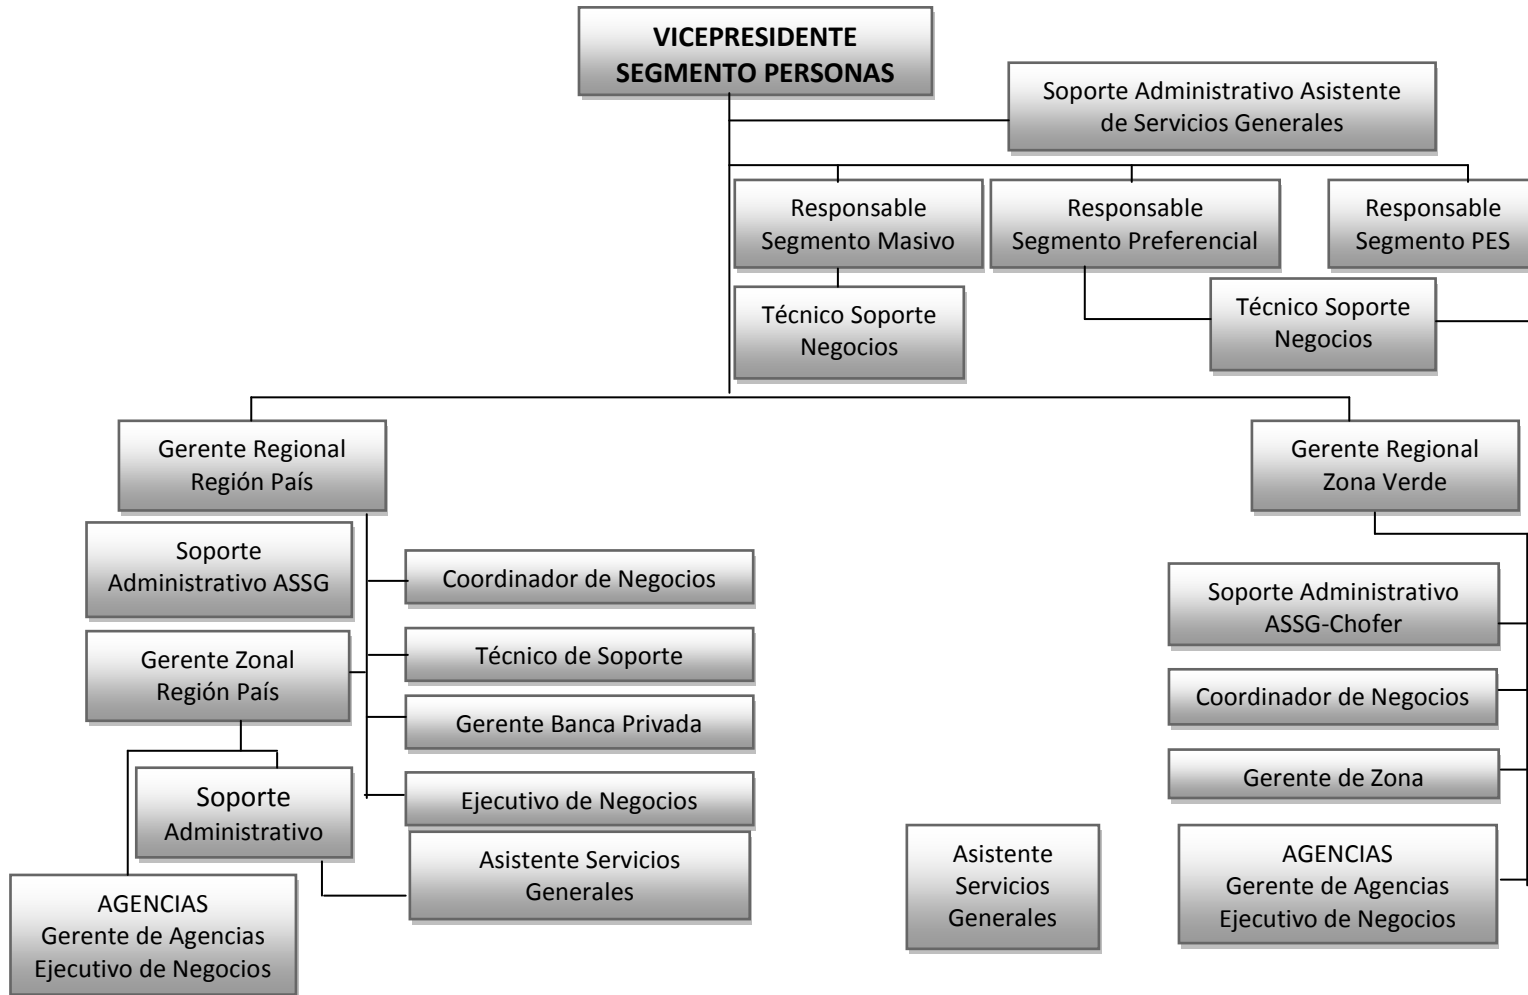 VICEPRESIDENTE
SEGMENTO PERSONAS
Soporte Administrativo Asistente
de Servicios Generales
Responsable
Segmento Masivo
Responsable
Segmento Preferencial
Responsable
Segmento PES
Técnico Soporte
Negocios
Técnico Soporte
Negocios
Gerente Regional
Región País
Gerente Regional
Zona Verde
Soporte
Administrativo ASSG
Coordinador de Negocios
Gerente Zonal
Región País
Técnico de Soporte
Gerente Banca Privada
Soporte
Administrativo
Ejecutivo de Negocios
Asistente Servicios
Generales
AGENCIAS
Gerente de Agencias
Ejecutivo de Negocios
Soporte Administrativo
ASSG-Chofer
Coordinador de Negocios
Gerente de Zona
Asistente
Servicios
Generales
AGENCIAS
Gerente de Agencias
Ejecutivo de Negocios